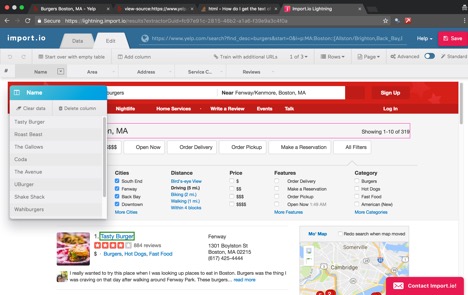 Burgers Boston, MA - Yel
view-source:https://www.ye
html - How do I get the text o
Import.io Lightning
Secure https://lightning.import.io/results/
import.io
Data
Edit
https://www.yelp.com/search?find_desc=burgers&start=0&l=p:MA:Boston:[Allston/Brighton,Back_Bay]
Help
Save
Start over with empty table
Add column
Train with additional URLs
1 of 3
Rows
Page
Advanced
Standard
Name
Area
Address
Service C...
Reviews
Name
Clear data
Delete column
Tasty Burger
Roast Beast
The Gallows
Coda
The Avenue
UBurger
Shake Shack
Wahlburgers
burgers
Near Fenway/Kenmore, Boston, MA
Sign Up
Nightlife
Home Services
Write a Review
Events
Talk
Log In
n, MA
Showing 1-10 of 319
$$$$
Open Now
Order Delivery
Order Pickup
Make a Reservation
All Filters
Cities
South End
Fenway
Back Bay
Downtown
More Cities
Distance
Bird's-eye View
Driving (5 mi.)
Biking (2 mi.)
Walking (1 mi.)
Within 4 blocks
Price
$
$$
$$$
$$$$
Features
Order Delivery
Make a Reservation
Order Pickup
Open Now 11:49 AM
More Features
Category
Burgers
Hot Dogs
Fast Food
American (New)
More Categories
1. Tasty Burger
884 reviews
$ · Burgers, Hot Dogs, Fast Food
Fenway
1301 Boylston St
Boston, MA 02215
(617) 425-4444
I really wanted to try this place when I was looking up places to eat in Boston. Burgers was the thing i
was craving on that day after walking around Fenway Park. These burgers... read more
Mo' Map
Redo search when map moved
Somerville
Cambridge
Contact Import.io!